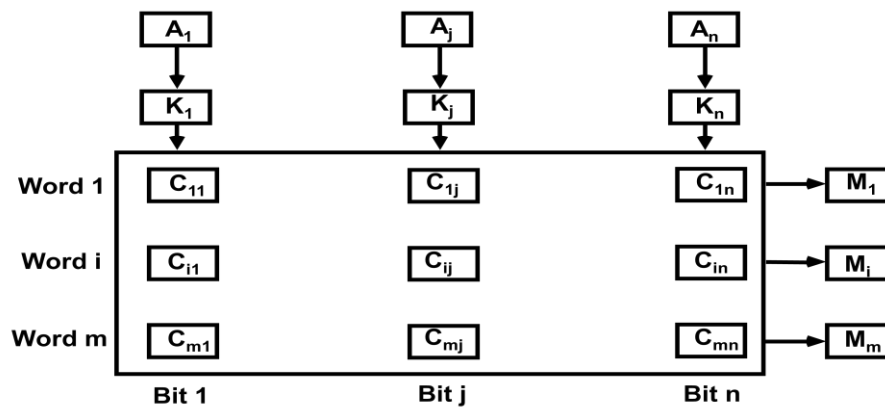 A₁ Aⱼ Aₙ
K₁ Kⱼ Kₙ
Word 1 C₁₁ C₁ⱼ C₁ₙ M₁
Word i Cᵢ₁ Cᵢⱼ Cᵢₙ Mᵢ
Word m Cₘ₁ Cₘⱼ Cₘₙ Mₘ
Bit 1 Bit j Bit n